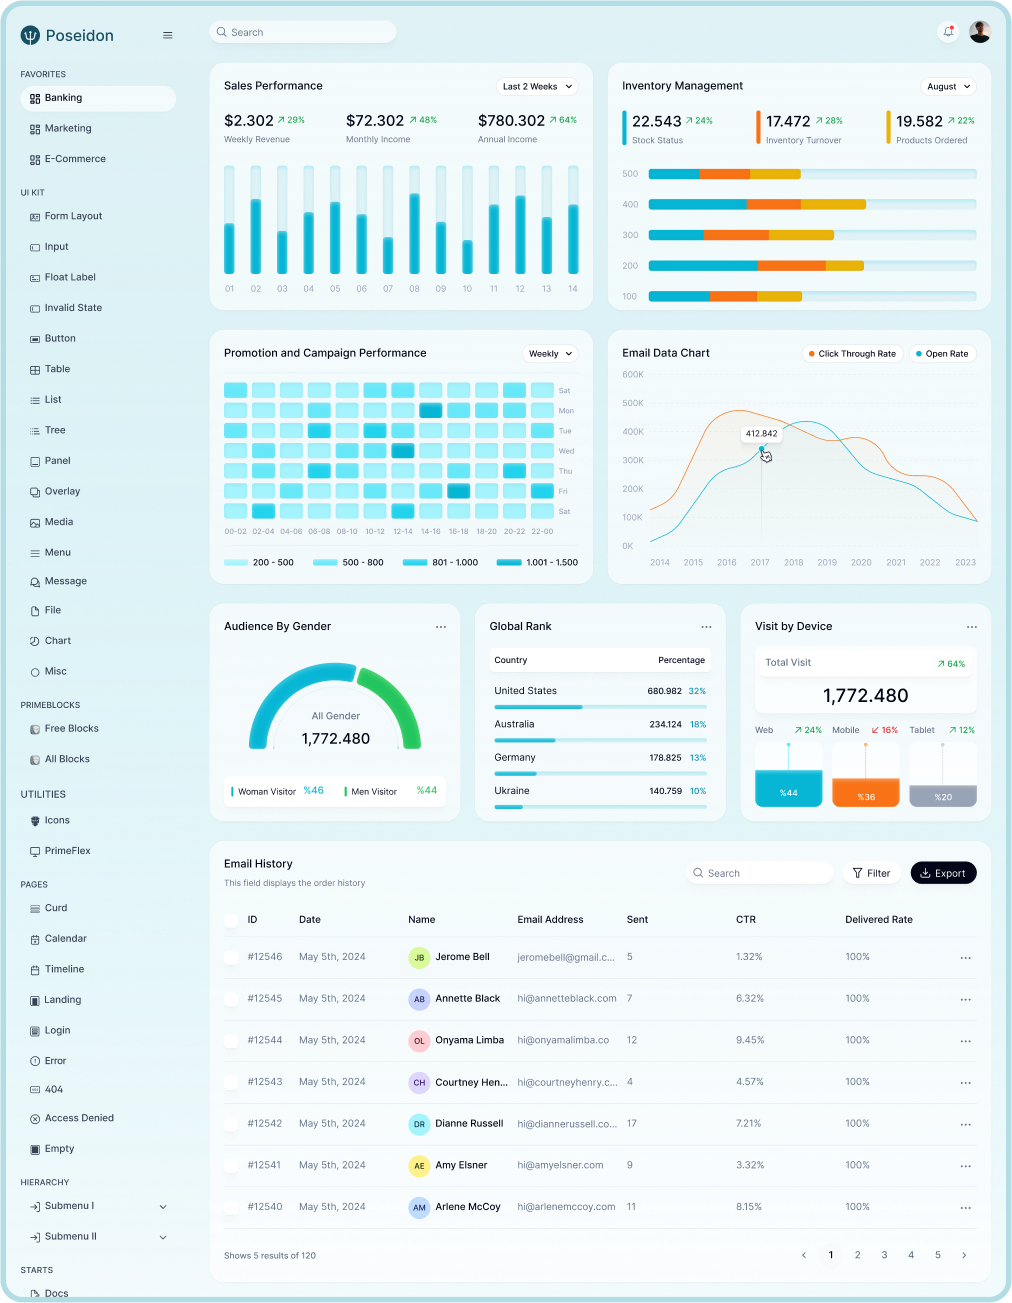 Poseidon
FAVORITES
Banking
Marketing
E-Commerce
UI KIT
Form Layout
Input
Float Label
Invalid State
Button
Table
List
Tree
Panel
Overlay
Media
Menu
Message
File
Chart
Misc
PRIMEBLOCKS
Free Blocks
All Blocks
UTILITIES
Icons
PrimeFlex
PAGES
Curd
Calendar
Timeline
Landing
Login
Error
404
Access Denied
Empty
HIERARCHY
Submenu I
Submenu II
STARTS
Docs
Search
Sales Performance
Last 2 Weeks
$2.302 29%
Weekly Revenue
$72.302 48%
Monthly Income
$780.302 64%
Annual Income
01 02 03 04 05 06 07 08 09 10 11 12 13 14
Inventory Management
August
22.543 24%
Stock Status
17.472 28%
Inventory Turnover
19.582 22%
Products Ordered
500
400
300
200
100
Promotion and Campaign Performance
Weekly
Sat
Mon
Tue
Wed
Thu
Fri
Sat
00-02 02-04 04-06 06-08 08-10 10-12 12-14 14-16 16-18 18-20 20-22 22-00
200 - 500 500 - 800 801 - 1.000 1.001 - 1.500
Email Data Chart
Click Through Rate
Open Rate
600K
500K
400K
300K
200K
100K
0K
412.842
2014 2015 2016 2017 2018 2019 2020 2021 2022 2023
Audience By Gender
All Gender
1,772.480
Woman Visitor %46 Men Visitor %44
Global Rank
Country Percentage
United States 680.982 32%
Australia 234.124 18%
Germany 178.825 13%
Ukraine 140.759 10%
Visit by Device
Total Visit 64%
1,772.480
Web 24% Mobile 16% Tablet 12%
%44 %36 %20
Email History
This field displays the order history
Search
Filter
Export
ID Date Name Email Address Sent CTR Delivered Rate
#12546 May 5th, 2024 JB Jerome Bell jeromebell@gmail.c... 5 1.32% 100%
#12545 May 5th, 2024 AB Annette Black hi@annetteblack.com 7 6.32% 100%
#12544 May 5th, 2024 OL Onyama Limba hi@onyamalimba.co 12 9.45% 100%
#12543 May 5th, 2024 CH Courtney Hen... hi@courtneyhenry.c... 4 4.57% 100%
#12542 May 5th, 2024 DR Dianne Russell hi@diannerussell.co... 17 7.21% 100%
#12541 May 5th, 2024 AE Amy Elsner hi@amyelsner.com 9 3.32% 100%
#12540 May 5th, 2024 AM Arlene McCoy hi@arlenemccoy.com 11 8.15% 100%
Shows 5 results of 120
1 2 3 4 5